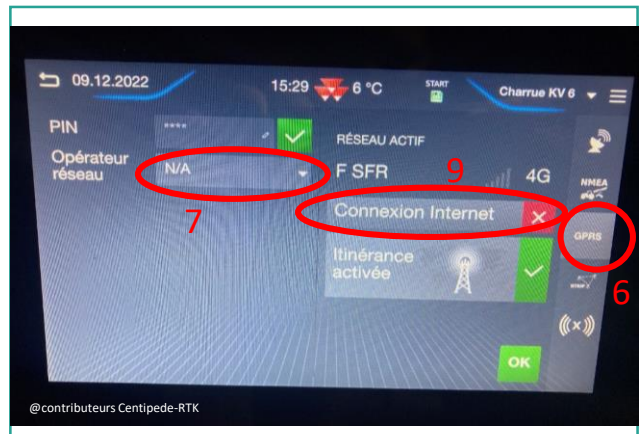 09.12.2022 15:29 6 °C START Charrue KV 6
PIN ****
Opérateur
réseau
N/A
7
RÉSEAU ACTIF
F SFR 4G
9
Connexion Internet
Itinérance
activée
NMEA
GPRS
6
((×))
OK
@contributeurs Centipede-RTK